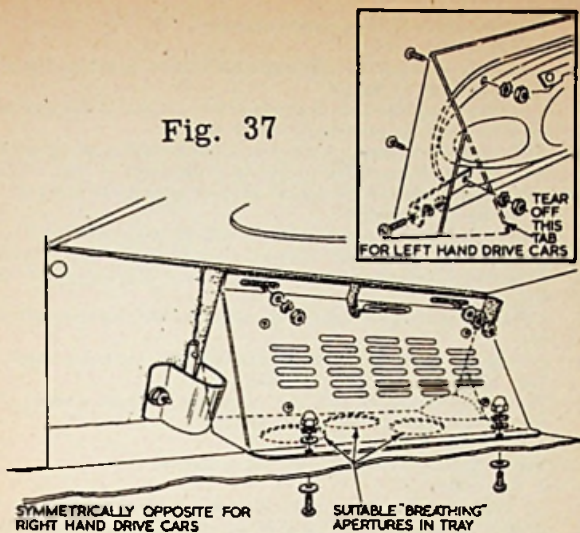 Fig. 37
TEAR
OFF
THIS
TAB
FOR LEFT HAND DRIVE CARS
SYMMETRICALLY OPPOSITE FOR
RIGHT HAND DRIVE CARS
SUITABLE "BREATHING"
APERTURES IN TRAY